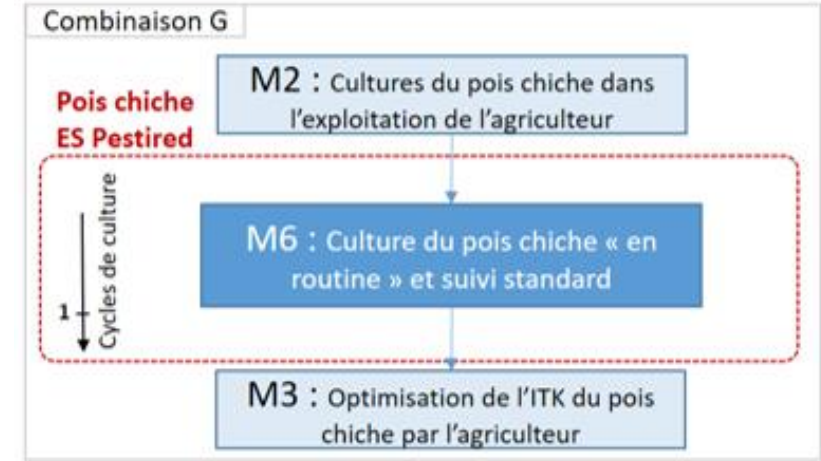 Combinaison G
M2 : Cultures du pois chiche dans
l'exploitation de l'agriculteur
Pois chiche
ES Pestired
Cycles de culture
1
M6 : Culture du pois chiche « en
routine » et suivi standard
M3 : Optimisation de l'ITK du pois
chiche par l'agriculteur